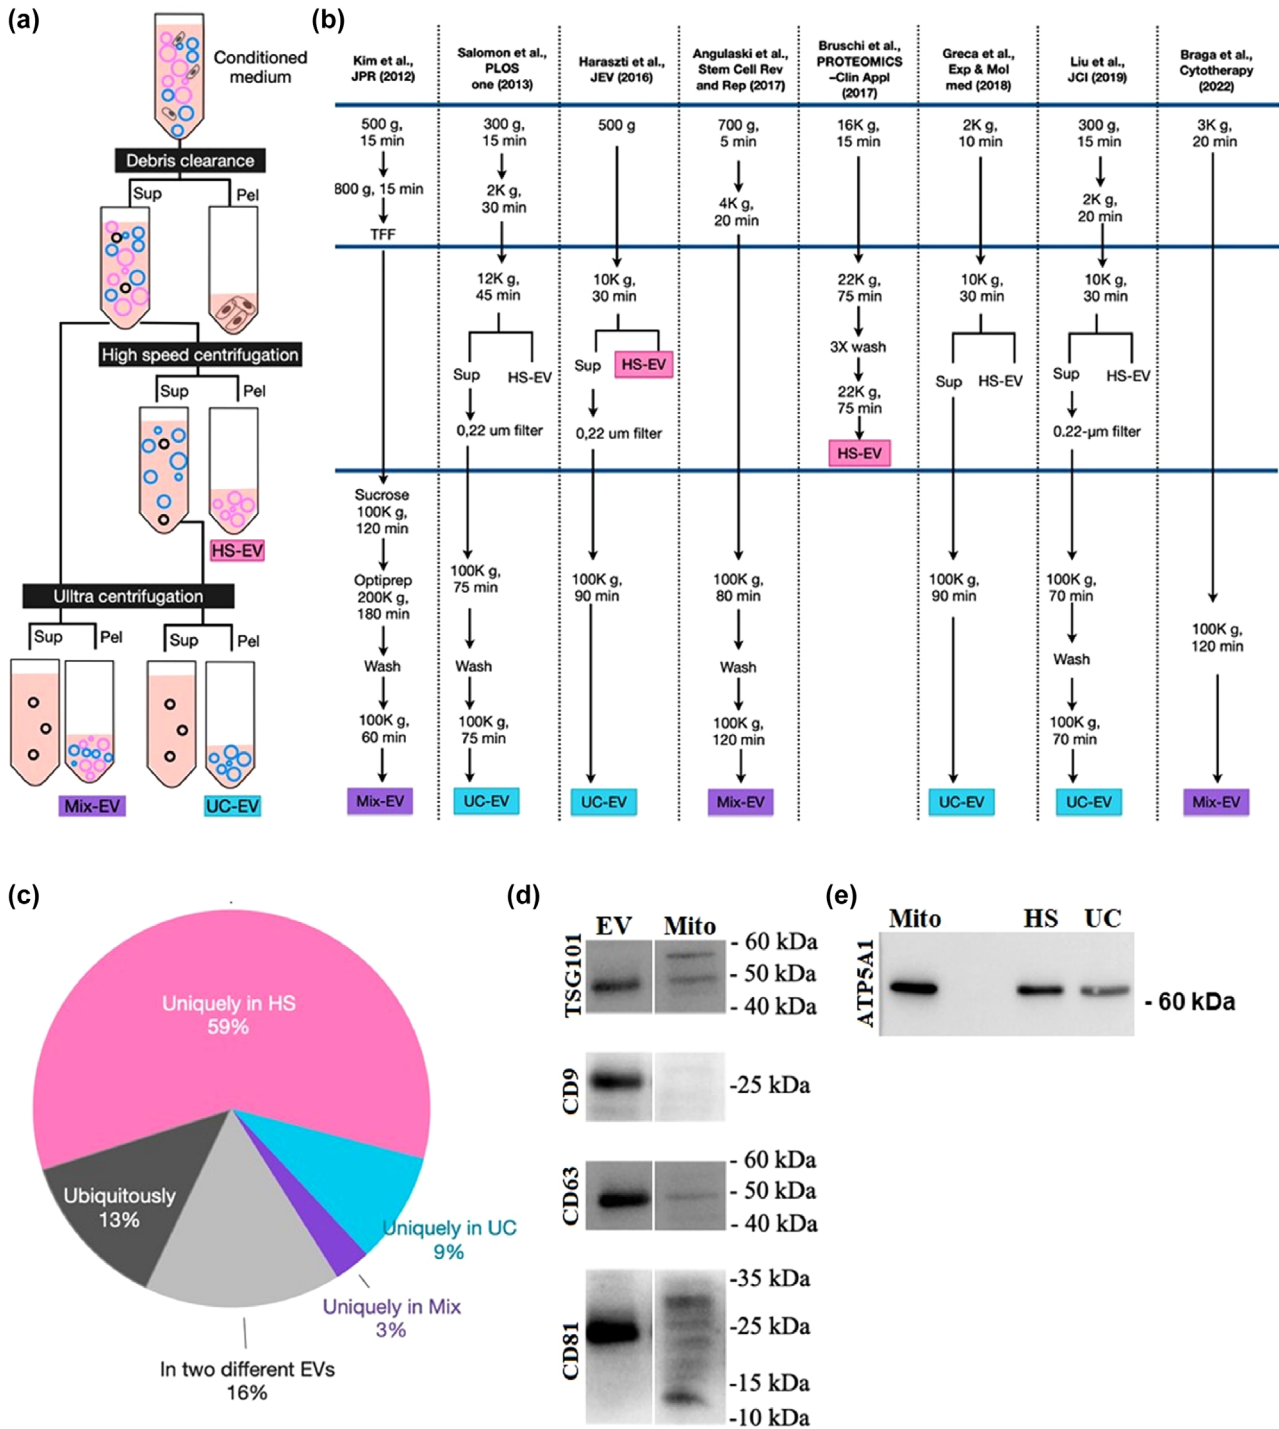 (a)
Conditioned
medium
Debris clearance
Sup
Pel
High speed centrifugation
Sup
Pel
HS-EV
Ulltra centrifugation
Sup
Pel
Sup
Pel
Mix-EV
UC-EV
(b)
Kim et al.,
JPR (2012)
500 g,
15 min
800 g, 15 min
TFF
Sucrose
100K g,
120 min
Optiprep
200K g,
180 min
Wash
100K g,
60 min
Mix-EV
Salomon et al.,
PLOS
one (2013)
300 g,
15 min
2K g,
30 min
12K g,
45 min
Sup
HS-EV
0,22 um filter
100K g,
75 min
Wash
100K g,
75 min
UC-EV
Haraszti et al.,
JEV (2016)
500 g
10K g,
30 min
Sup
HS-EV
0,22 um filter
100K g,
90 min
UC-EV
Angulaski et al.,
Stem Cell Rev
and Rep (2017)
700 g,
5 min
4K g,
20 min
100K g,
80 min
Wash
100K g,
120 min
Mix-EV
Bruschi et al.,
PROTEOMICS
–Clin Appl
(2017)
16K g,
15 min
22K g,
75 min
3X wash
22K g,
75 min
HS-EV
Greca et al.,
Exp & Mol
med (2018)
2K g,
10 min
10K g,
30 min
Sup
HS-EV
100K g,
90 min
UC-EV
Liu et al.,
JCI (2019)
300 g,
15 min
2K g,
20 min
10K g,
30 min
Sup
HS-EV
0.22-µm filter
100K g,
70 min
Wash
100K g,
70 min
UC-EV
Braga et al.,
Cytotherapy
(2022)
3K g,
20 min
100K g,
120 min
Mix-EV
(c)
Uniquely in HS
59%
Ubiquitously
13%
Uniquely in UC
9%
Uniquely in Mix
3%
In two different EVs
16%
(d)
EV
Mito
TSG101
- 60 kDa
- 50 kDa
- 40 kDa
CD9
-25 kDa
CD63
- 60 kDa
- 50 kDa
- 40 kDa
CD81
-35 kDa
-25 kDa
-15 kDa
-10 kDa
(e)
Mito
HS
UC
ATP5A1
- 60 kDa